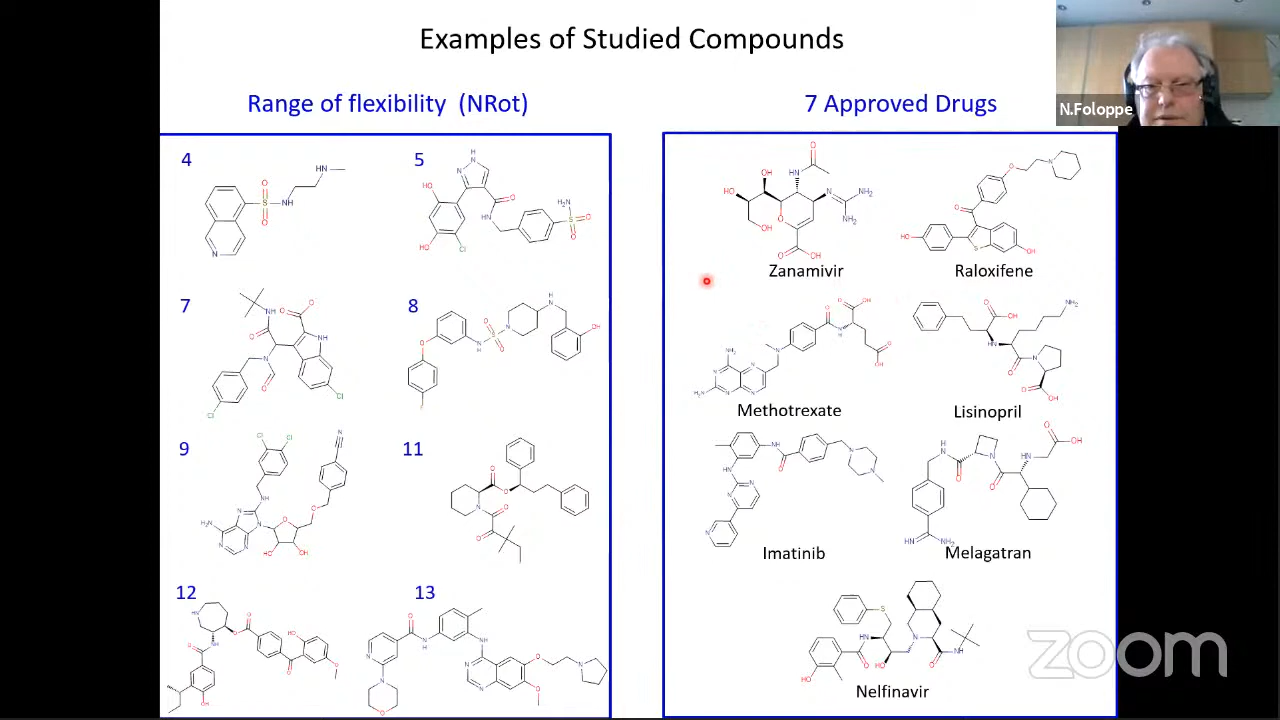 Examples of Studied Compounds
N.Foloppe
Range of flexibility (NRot)
7 Approved Drugs
4
5
7
8
9
11
12
13
Zanamivir
Raloxifene
Methotrexate
Lisinopril
Imatinib
Melagatran
Nelfinavir
zoom